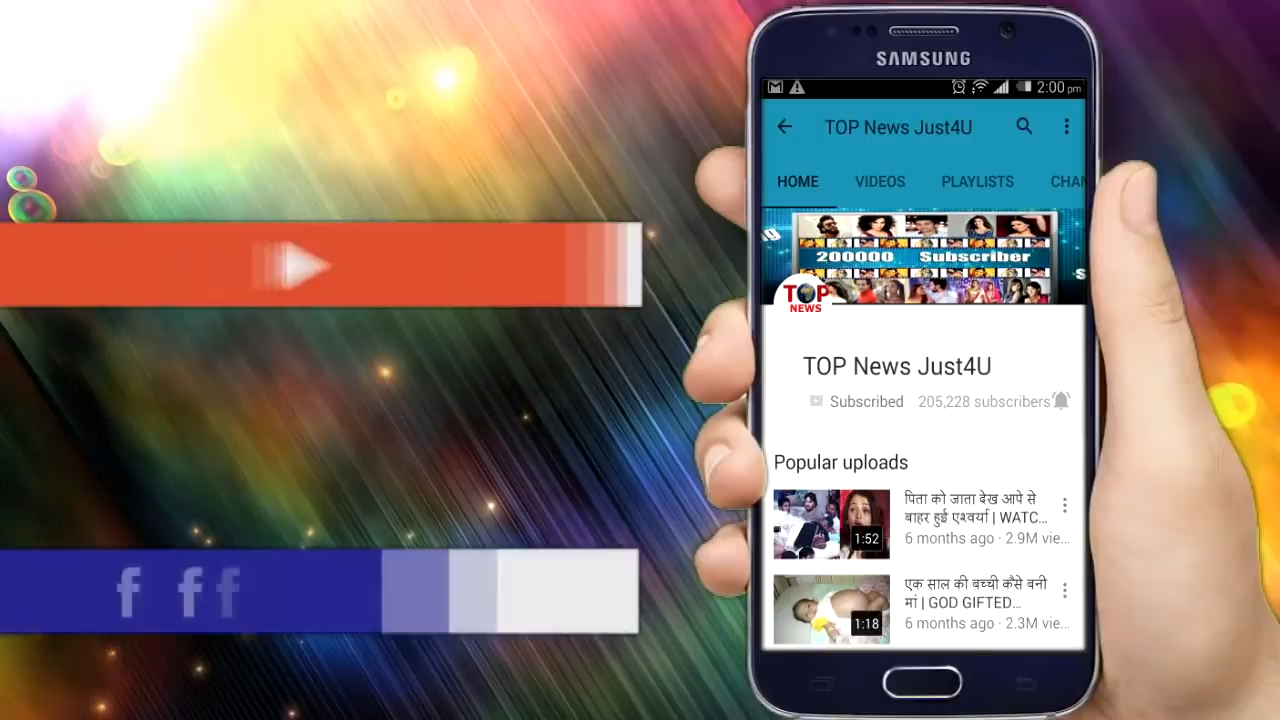 SAMSUNG
2:00 pm
TOP News Just4U
HOME VIDEOS PLAYLISTS CHAN
200000 Subscriber
TOP
NEWS
TOP News Just4U
Subscribed 205,228 subscribers
Popular uploads
पिता को जाता देख आपे से
बाहर हुई एश्वर्या | WATC...
6 months ago · 2.9M vie...
1:52
एक साल की बच्ची कैसे बनी
मां | GOD GIFTED...
6 months ago · 2.3M vie...
1:18
f f f